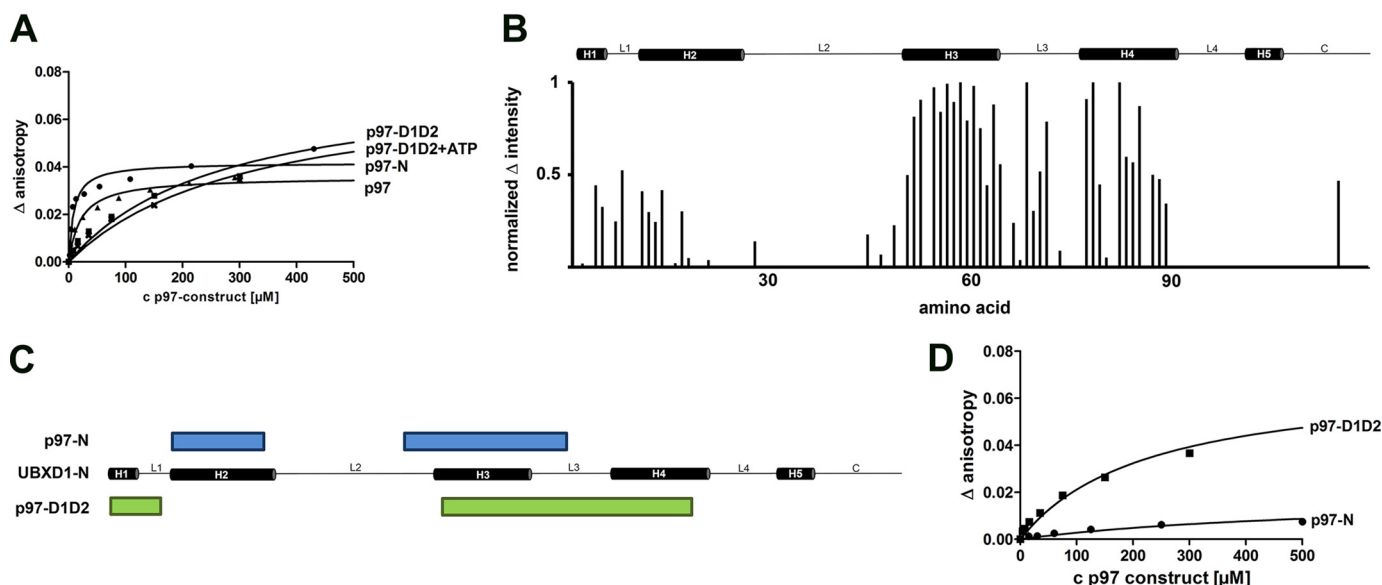 A
Δ anisotropy
0.08
0.06
0.04
0.02
0.00
0 100 200 300 400 500
c p97-construct [µM]
p97-D1D2
p97-D1D2+ATP
p97-N
p97
B
H1 L1 H2 L2 H3 L3 H4 L4 H5 C
normalized Δ intensity
1
0.5
30 60 90
amino acid
C
p97-N
UBXD1-N H1 L1 H2 L2 H3 L3 H4 L4 H5 C
p97-D1D2
D
Δ anisotropy
0.08
0.06
0.04
0.02
0.00
0 100 200 300 400 500
c p97 construct [µM]
p97-D1D2
p97-N